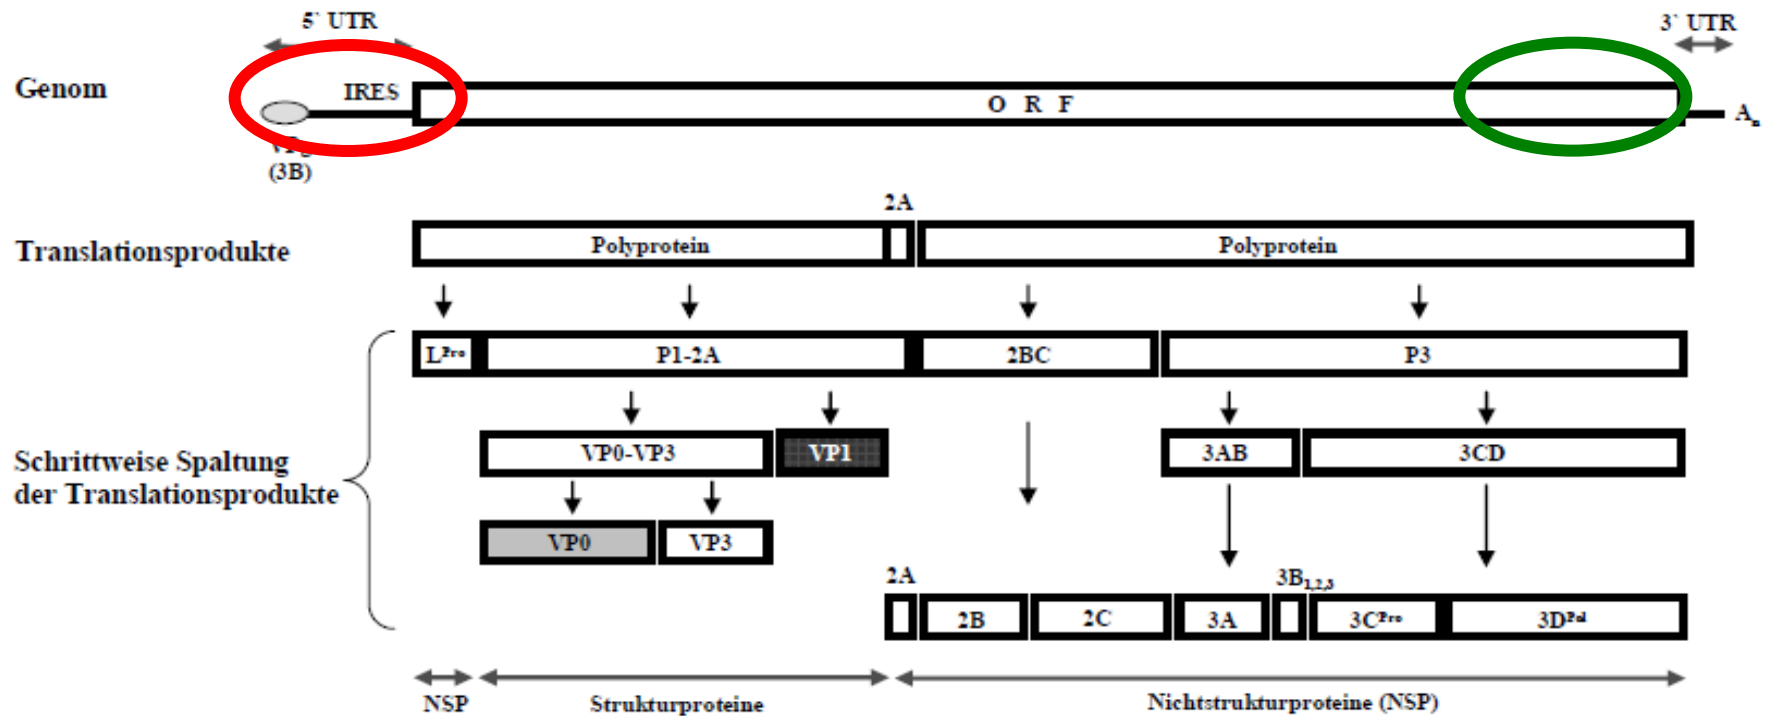 5` UTR
3` UTR
Genom
IRES
O R F
Aₙ
(3B)
2A
Translationsprodukte
Polyprotein
Polyprotein
Lᴾʳᵒ
P1-2A
2BC
P3
Schrittweise Spaltung
der Translationsprodukte
VP0-VP3
VP1
3AB
3CD
VP0
VP3
2A
3B₁,₂,₃
2B
2C
3A
3Cᴾʳᵒ
3Dᴾᵒˡ
NSP
Strukturproteine
Nichtstrukturproteine (NSP)